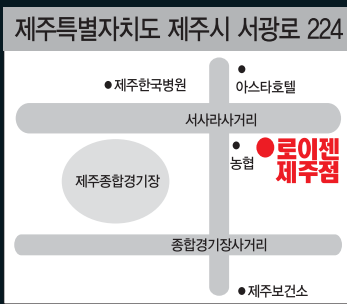 제주특별자치도 제주시 서광로 224
제주한국병원
아스타호텔
서사라사거리
농협
로이젠
제주점
제주종합경기장
종합경기장사거리
제주보건소